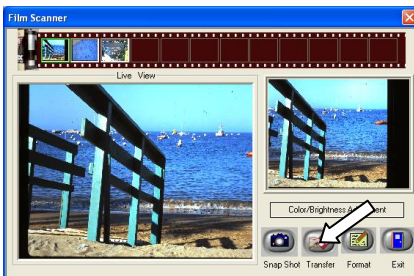 Film Scanner
Live View
Color/Brightness Adjustment
Snap Shot Transfer Format Exit